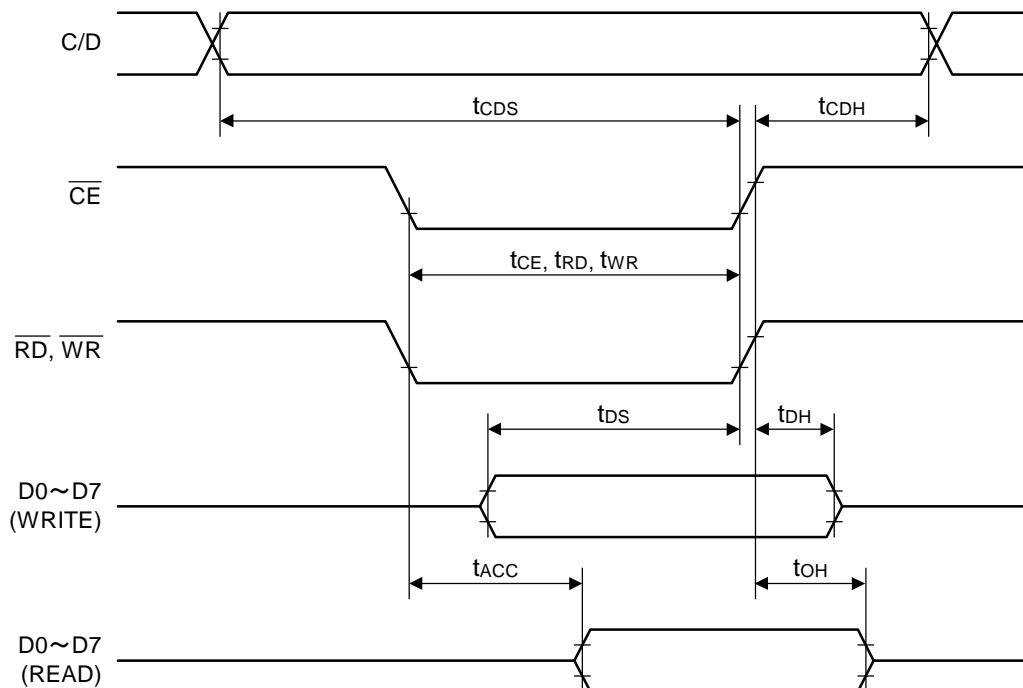 C/D
tCDS
tCDH
CE
tCE, tRD, tWR
RD, WR
tDS
tDH
D0～D7
(WRITE)
tACC
tOH
D0～D7
(READ)